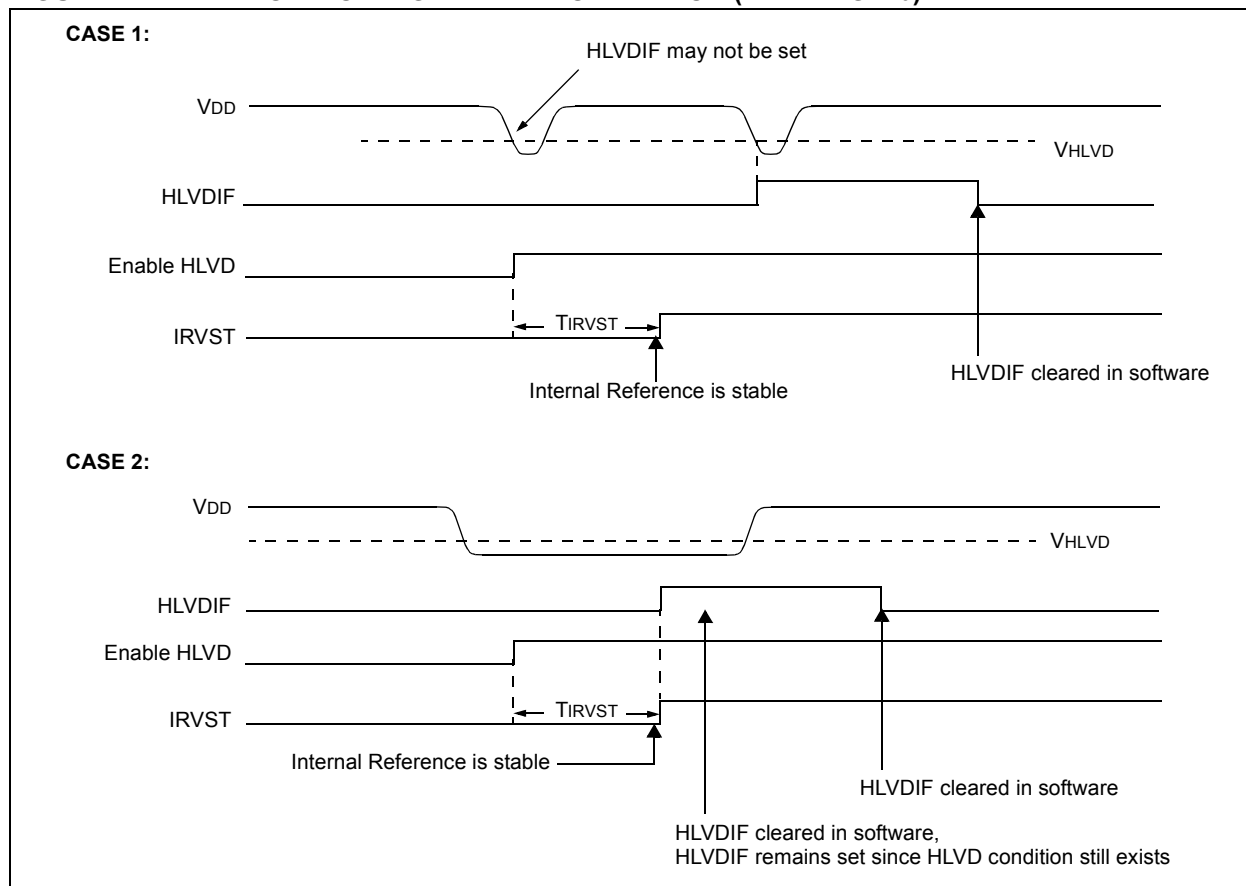 CASE 1:
HLVDIF may not be set
VDD
VHLVD
HLVDIF
Enable HLVD
TIRVST
IRVST
Internal Reference is stable
HLVDIF cleared in software
CASE 2:
VDD
VHLVD
HLVDIF
Enable HLVD
TIRVST
IRVST
Internal Reference is stable
HLVDIF cleared in software
HLVDIF cleared in software,
HLVDIF remains set since HLVD condition still exists